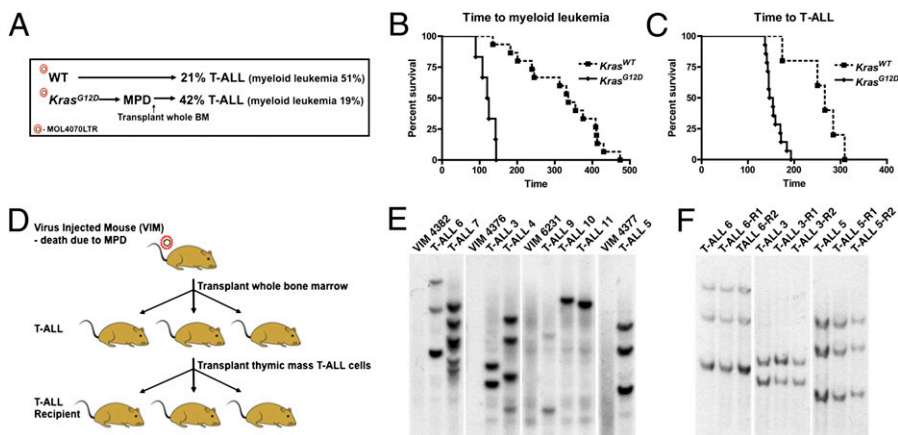 A
WT 21% T-ALL (myeloid leukemia 51%)
KrasG12D MPD 42% T-ALL (myeloid leukemia 19%)
Transplant whole BM
- MOL4070LTR
B
Time to myeloid leukemia
Percent survival
100
75
50
25
0
0 100 200 300 400 500
Time
KrasWT
KrasG12D
C
Time to T-ALL
Percent survival
100
75
50
25
0
0 100 200 300 400
Time
KrasWT
KrasG12D
D
Virus Injected Mouse (VIM)
- death due to MPD
Transplant whole bone marrow
T-ALL
Transplant thymic mass T-ALL cells
T-ALL
Recipient
E
VIM 4382
T-ALL 6
T-ALL 7
VIM 4376
T-ALL 3
T-ALL 4
VIM 6231
T-ALL 9
T-ALL 10
T-ALL 11
VIM 4377
T-ALL 5
F
T-ALL 6
T-ALL 6-R1
TALL 6-R2
T-ALL 3
T-ALL 3-R1
T-ALL 3-R2
T-ALL 5
T-ALL 5-R1
T-ALL 5-R2